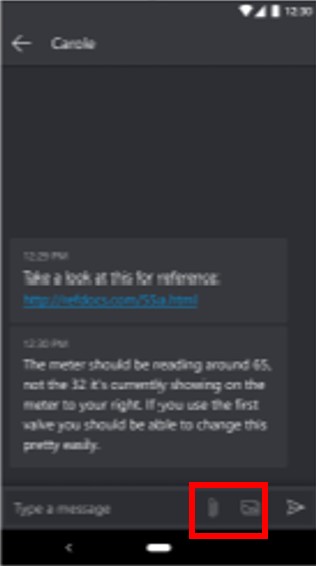 12:30
Carole
12:29 PM
Take a look at this for reference:
http://refdocs.com/55a.html
12:30 PM
The meter should be reading around 65,
not the 32 it's currently showing on the
meter to your right. If you use the first
valve you should be able to change this
pretty easily.
Type a message